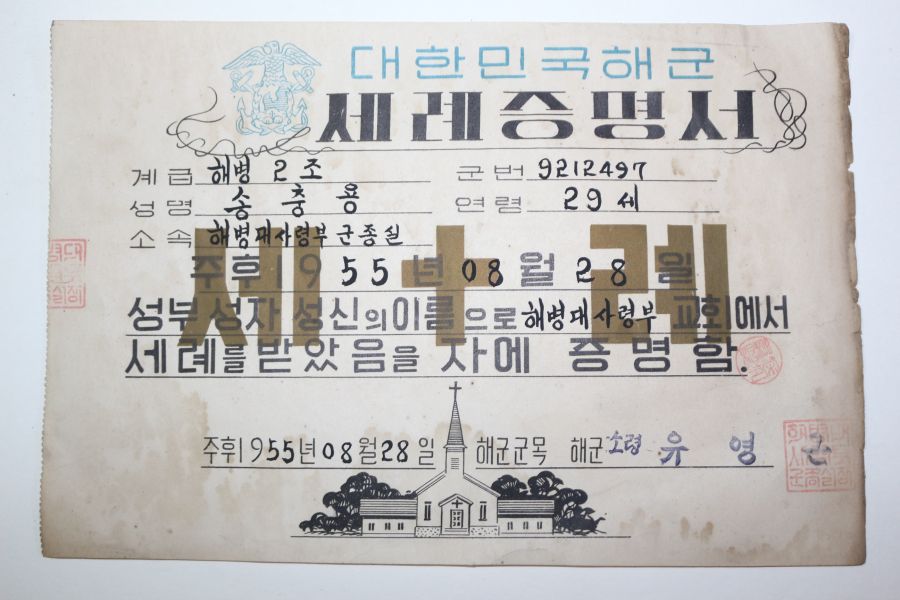 대한민국해군
세례증명서
계급 해병 2조 군번 9212497
성명 송충용 연령 29세
소속 해병대사령부 군종실
세十례
주후 1955년 08월 28일
성부 성자 성신의 이름으로 해병대사령부 교회에서
세례를 받았음을 자에 증명함.
주후 1955년 08월 28일 해군군목 해군 소령 유영근